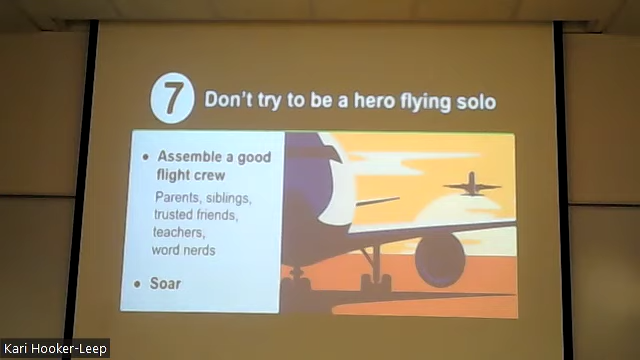 7 Don't try to be a hero flying solo
• Assemble a good
flight crew
Parents, siblings,
trusted friends,
teachers,
word nerds
• Soar
Kari Hooker-Leep